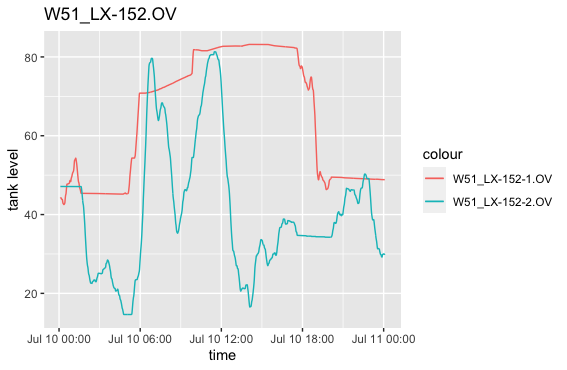 W51_LX-152.OV
tank level
80
60
40
20
Jul 10 00:00 Jul 10 06:00 Jul 10 12:00 Jul 10 18:00 Jul 11 00:00
time
colour
W51_LX-152-1.OV
W51_LX-152-2.OV